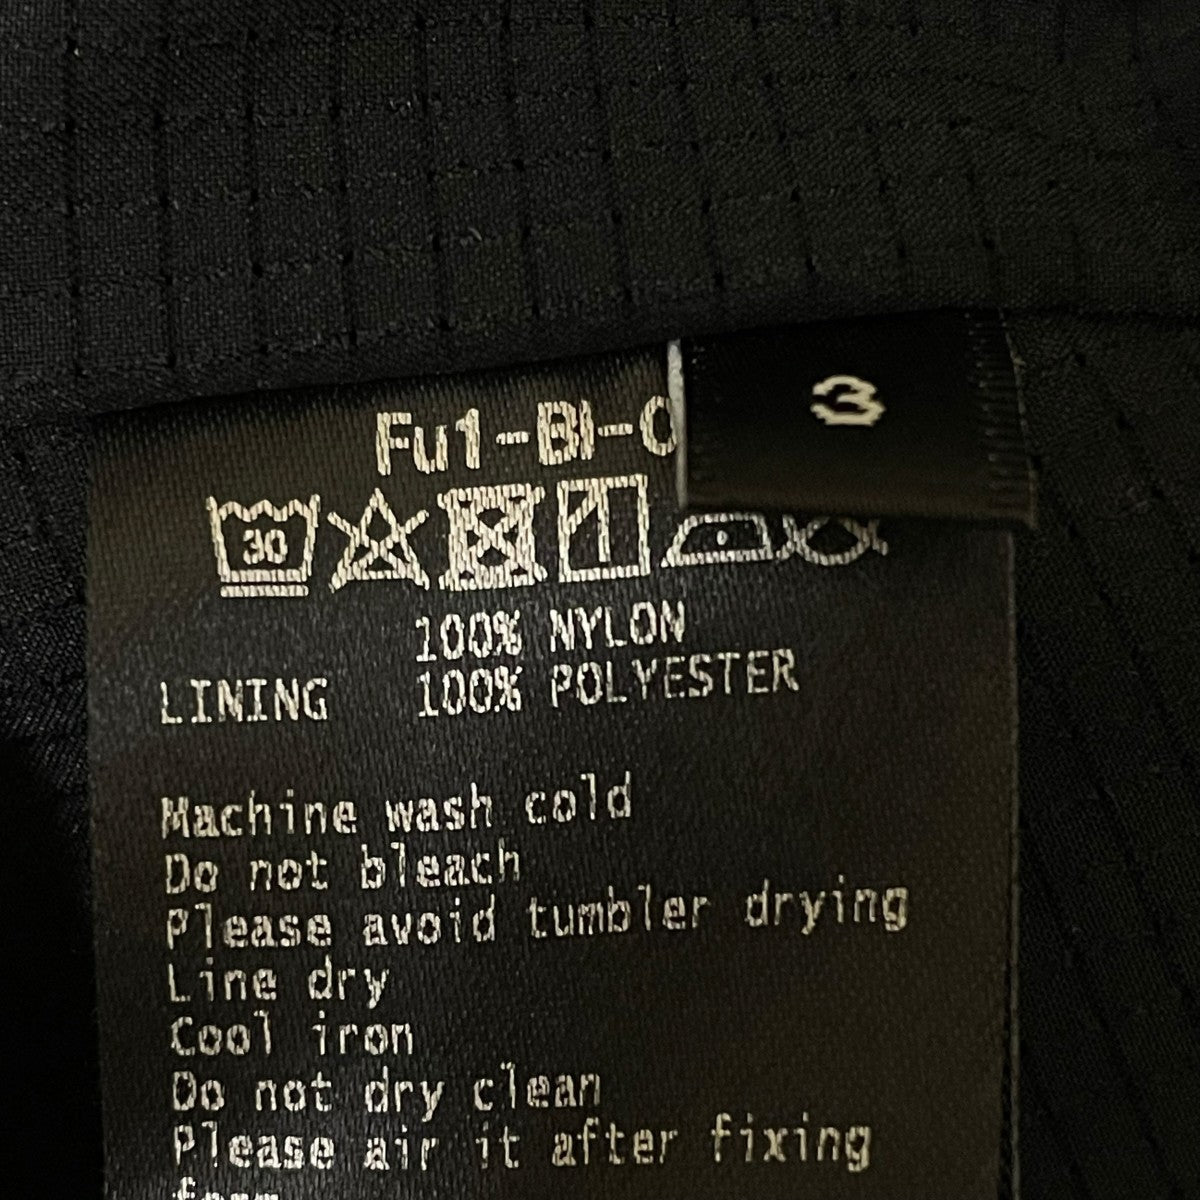 3
Fu1-Bl-0
30
100% NYLON
LINING 100% POLYESTER
Machine wash cold
Do not bleach
Please avoid tumbler drying
Line dry
Cool iron
Do not dry clean
Please air it after fixing